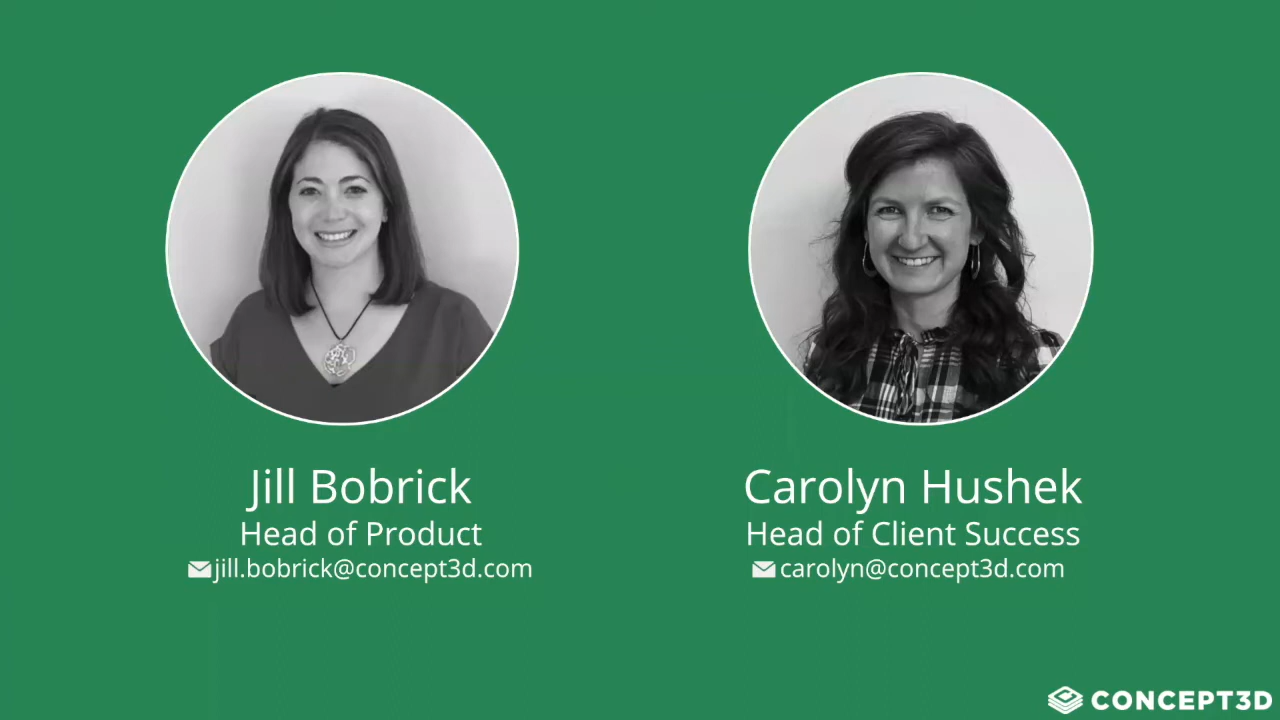 Jill Bobrick
Head of Product
jill.bobrick@concept3d.com
Carolyn Hushek
Head of Client Success
carolyn@concept3d.com
CONCEPT3D